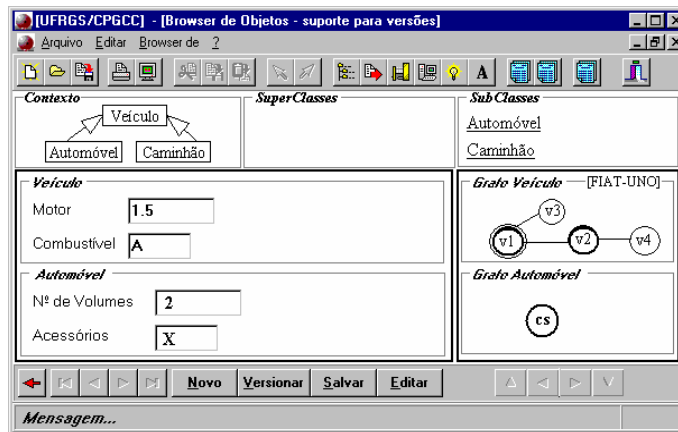 [UFRGS/CPGCC] - [Browser de Objetos - suporte para versões]
Arquivo Editar Browser de ?
A
Contexto
Veículo
Automóvel Caminhão
SuperClasses
SubClasses
Automóvel
Caminhão
Veículo
Motor 1.5
Combustível A
Automóvel
Nº de Volumes 2
Acessórios X
Grafo Veículo [FIAT-UNO]
v3
v1 v2 v4
Grafo Automóvel
cs
Novo Versionar Salvar Editar
Mensagem...